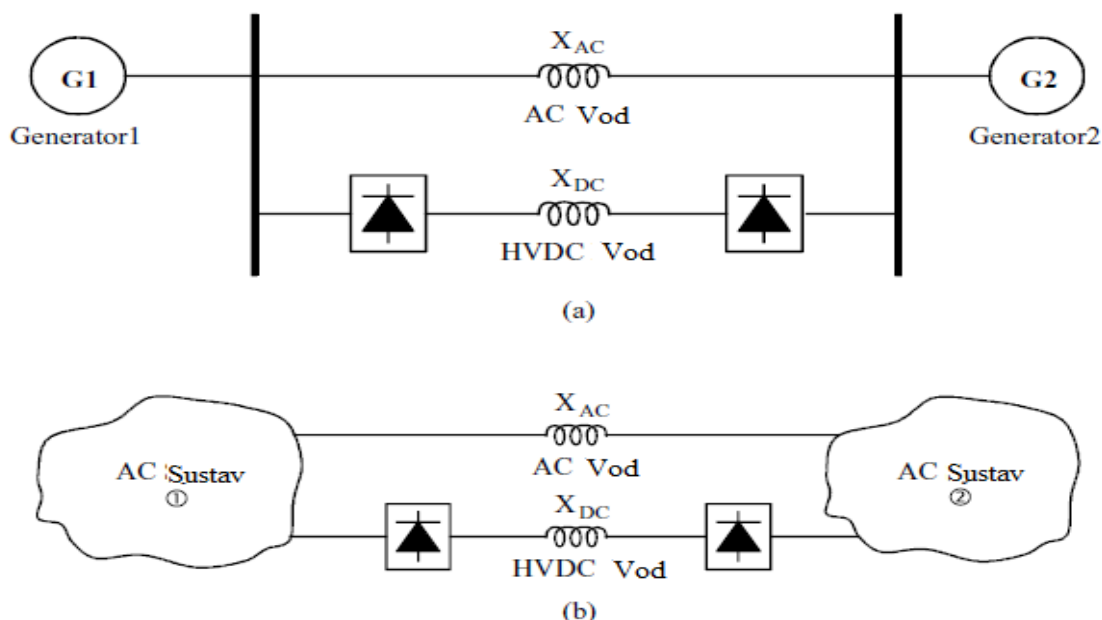 X_AC
G1
G2
AC Vod
Generator1
Generator2
X_DC
HVDC Vod
(a)
X_AC
AC Sustav
①
AC Vod
AC Sustav
②
X_DC
HVDC Vod
(b)